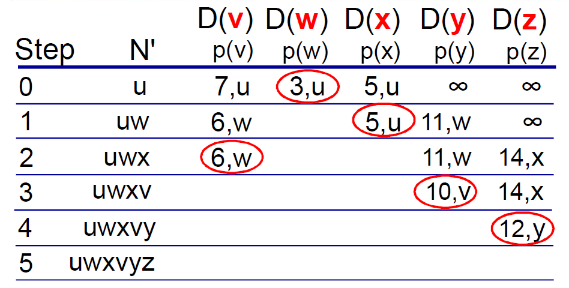 D(v) D(w) D(x) D(y) D(z)
Step N' p(v) p(w) p(x) p(y) p(z)
0 u 7,u 3,u 5,u ∞ ∞
1 uw 6,w 5,u 11,w ∞
2 uwx 6,w 11,w 14,x
3 uwxv 10,v 14,x
4 uwxvy 12,y
5 uwxvyz